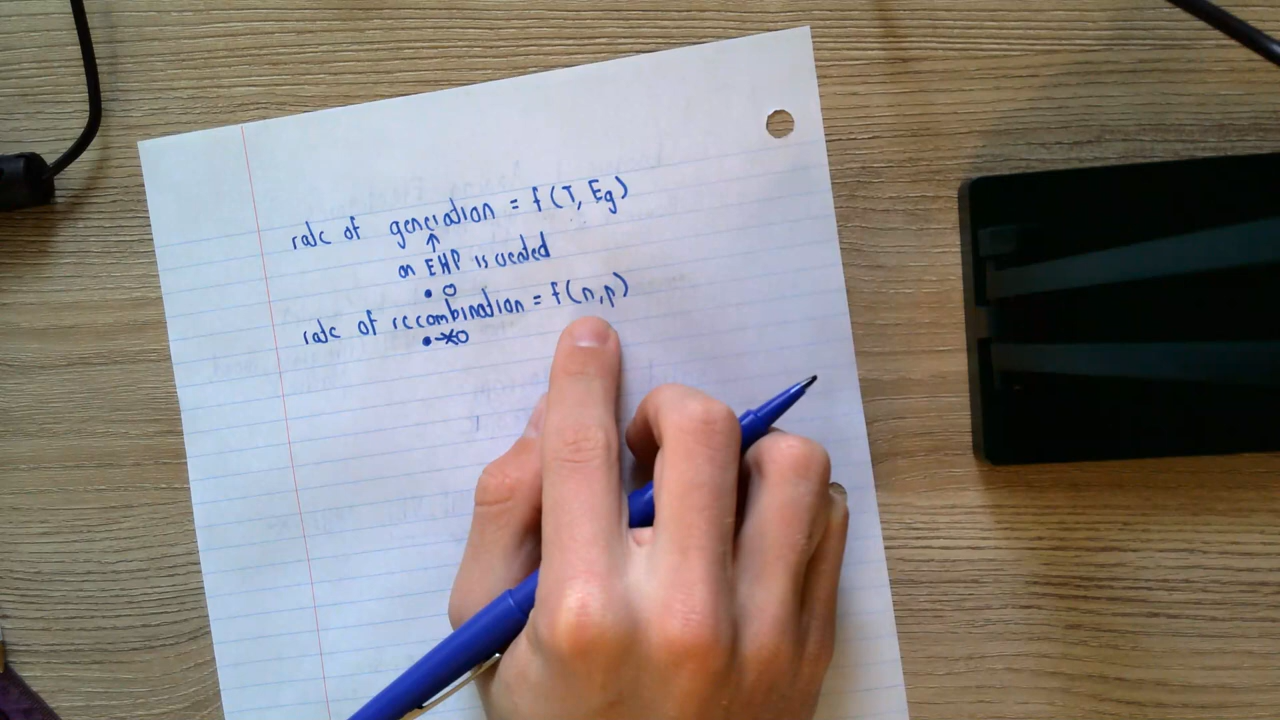 rate of generation = f(T, Eg)
↑
an EHP is created
rate of recombination = f(n,p)